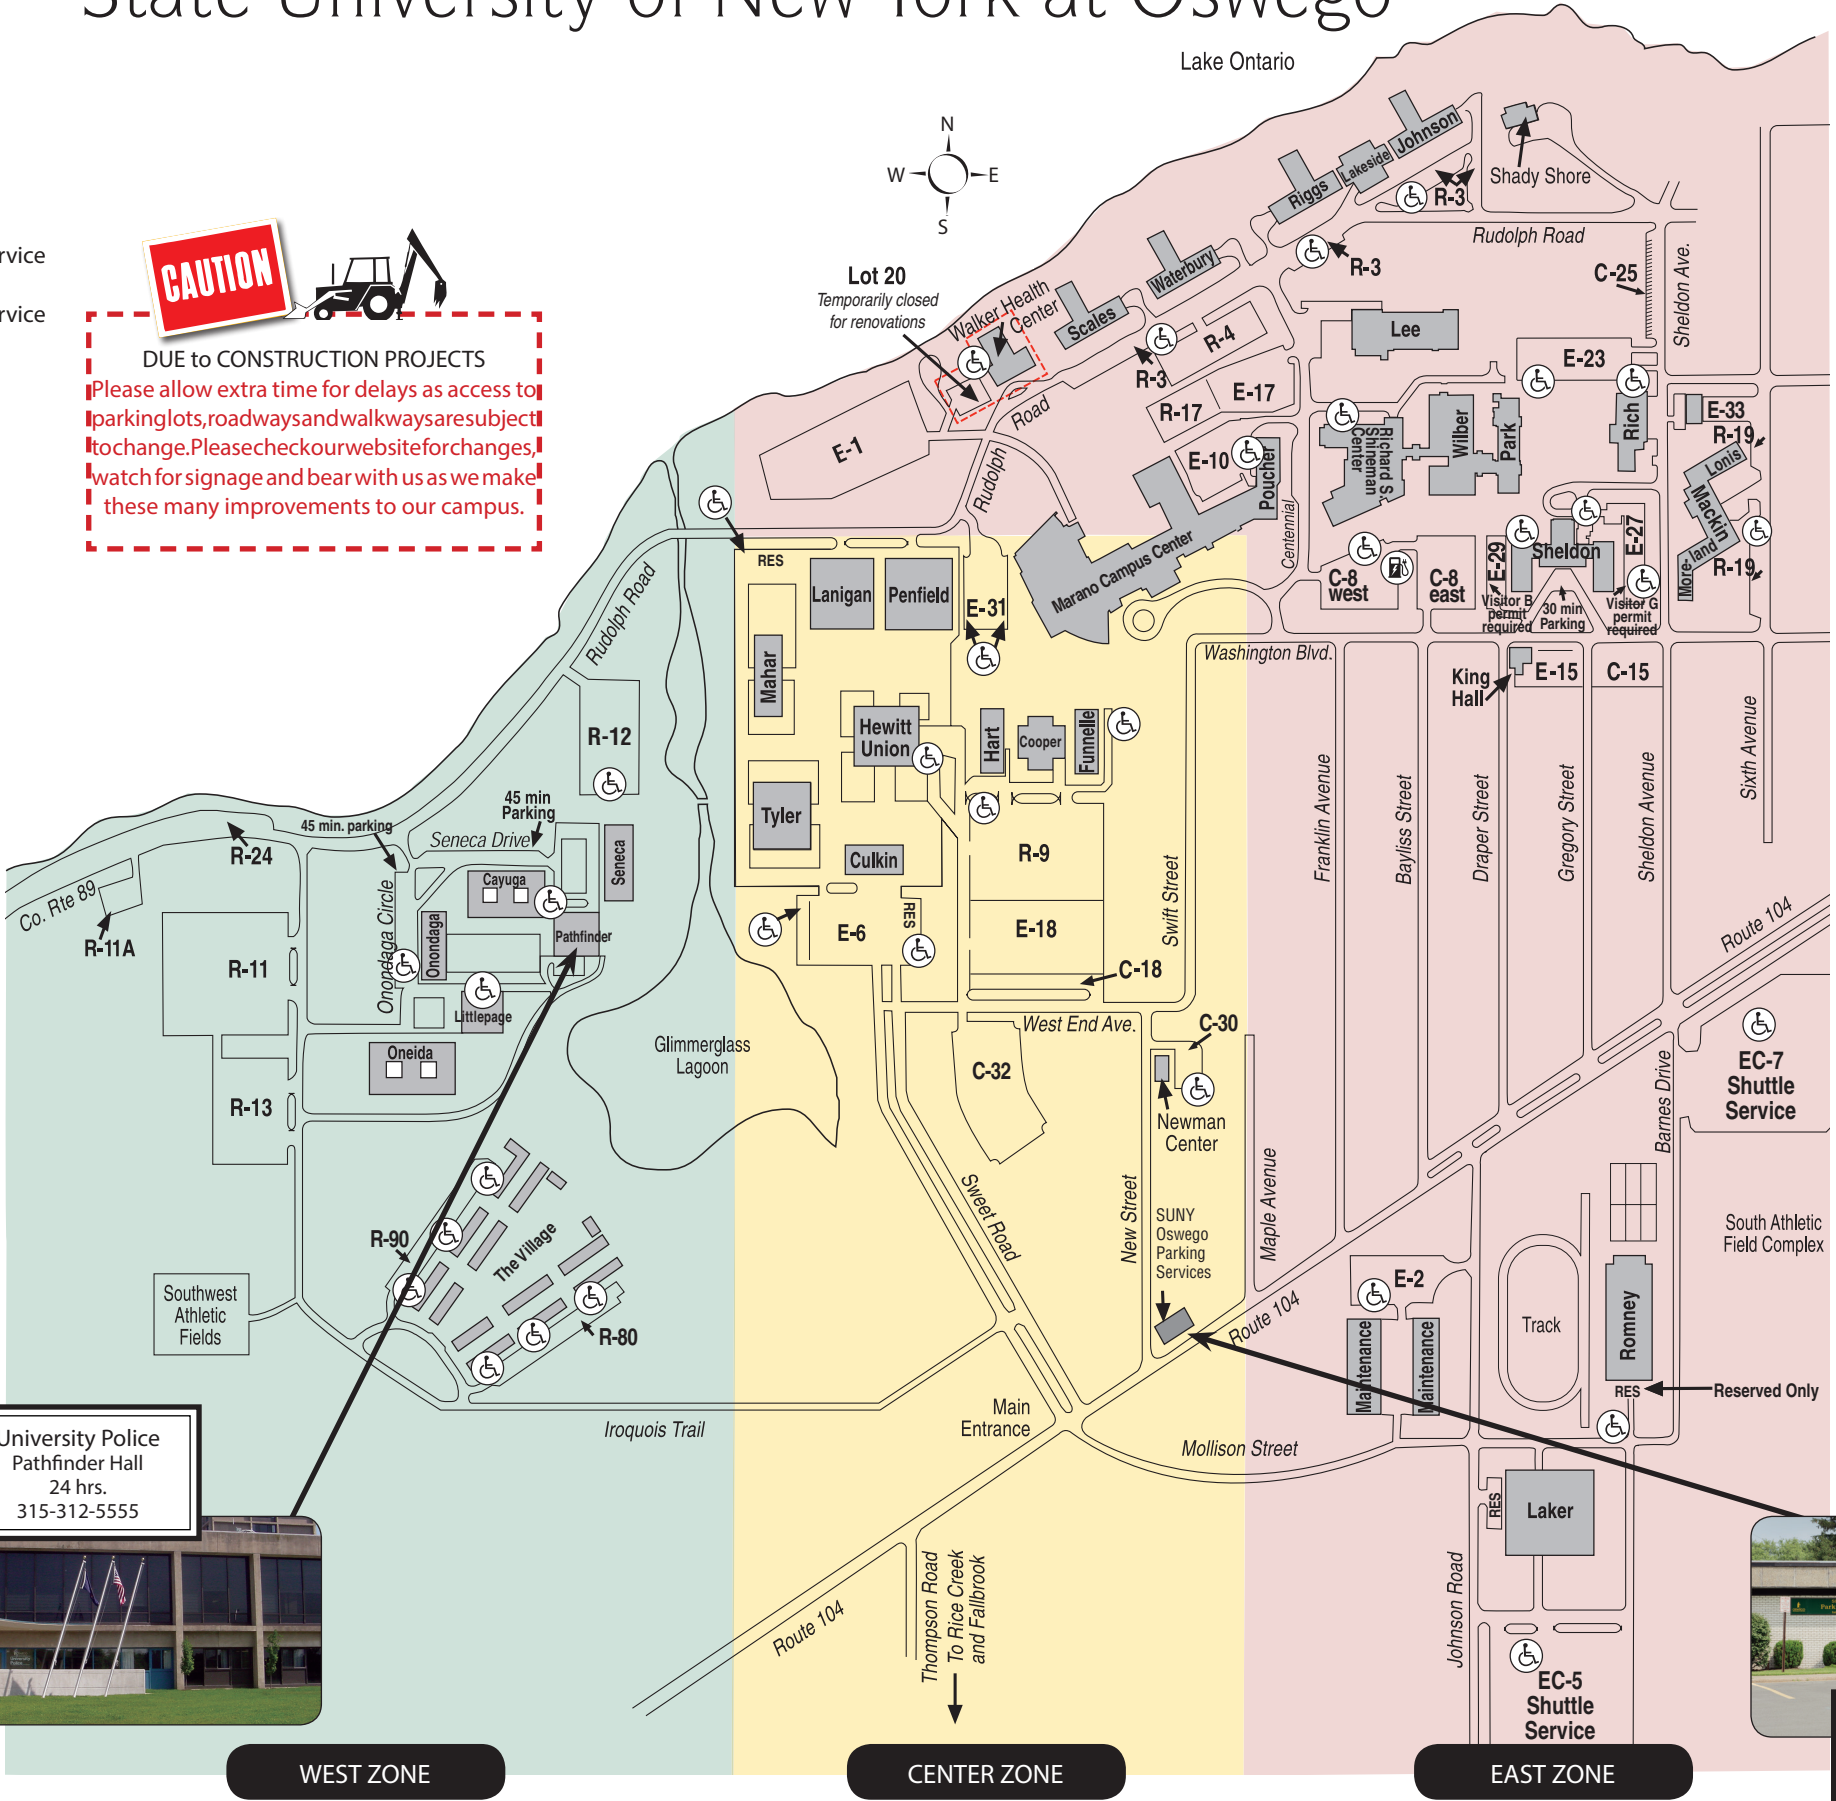 State University of New York at Oswego
Lake Ontario
N
W
E
S
CAUTION
DUE to CONSTRUCTION PROJECTS
Please allow extra time for delays as access to
parkinglots,roadwaysandwalkwaysaresubject
tochange.Pleasecheckourwebsiteforchanges,
watch for signage and bear with us as we make
these many improvements to our campus.
Lot 20
Temporarily closed
for renovations
Walker Health
Center
Scales
Waterbury
Riggs
Lakeside
Johnson
R-3
Shady Shore
Rudolph Road
R-3
C-25
Sheldon Ave.
Lee
R-4
R-3
E-23
E-17
R-17
Road
Rudolph
E-1
E-10
Poucher
Centennial
Richard S.
Shineman
Center
Wilber
Park
Rich
E-33
R-19
Lonis
Mackin
More-
land
R-19
E-27
E-29
Sheldon
Visitor B
permit
required
30 min
Parking
Visitor G
permit
required
C-8
west
C-8
east
Marano Campus Center
RES
Lanigan
Penfield
E-31
Mahar
Rudolph Road
Washington Blvd.
King
Hall
E-15
C-15
R-12
Hewitt
Union
Hart
Cooper
Funnelle
Tyler
Culkin
R-9
E-6
RES
E-18
C-18
Swift Street
Franklin Avenue
Bayliss Street
Draper Street
Gregory Street
Sheldon Avenue
Sixth Avenue
Route 104
45 min
Parking
45 min. parking
Seneca Drive
Seneca
Cayuga
R-24
Co. Rte 89
R-11A
R-11
Onondaga Circle
Onondaga
Pathfinder
Littlepage
Oneida
R-13
Glimmerglass
Lagoon
West End Ave.
C-30
C-32
Newman
Center
EC-7
Shuttle
Service
Barnes Drive
Sweet Road
New Street
Maple Avenue
SUNY
Oswego
Parking
Services
R-90
The Village
R-80
Southwest
Athletic
Fields
South Athletic
Field Complex
E-2
Track
Romney
Maintenance
Maintenance
RES
Reserved Only
Route 104
Main
Entrance
Mollison Street
Iroquois Trail
University Police
Pathfinder Hall
24 hrs.
315-312-5555
RES
Laker
Johnson Road
Route 104
Thompson Road
To Rice Creek
and Fallbrook
EC-5
Shuttle
Service
WEST ZONE
CENTER ZONE
EAST ZONE